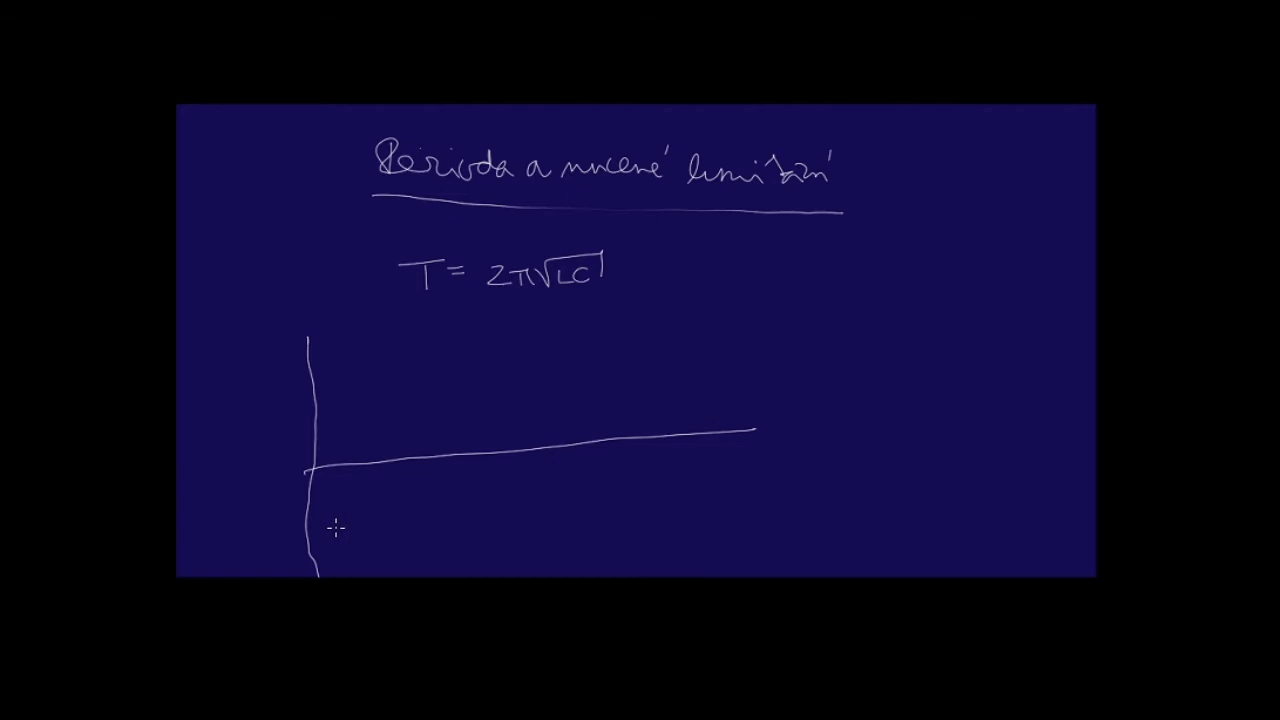 Perioda a nucené kmitání
T = 2π√LC